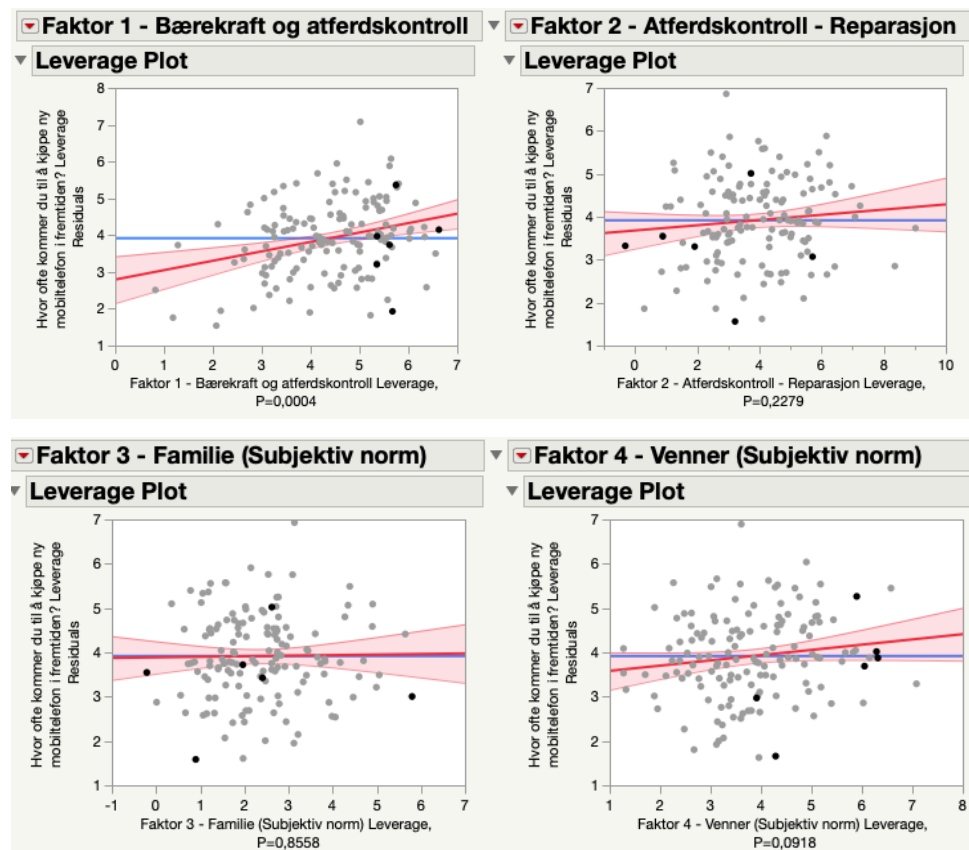 Faktor 1 - Bærekraft og atferdskontroll
Leverage Plot
Hvor ofte kommer du til å kjøpe ny
mobiltelefon i fremtiden? Leverage
Residuals
8
7
6
5
4
3
2
1
0 1 2 3 4 5 6 7
Faktor 1 - Bærekraft og atferdskontroll Leverage,
P=0,0004
Faktor 2 - Atferdskontroll - Reparasjon
Leverage Plot
Hvor ofte kommer du til å kjøpe ny
mobiltelefon i fremtiden? Leverage
Residuals
7
6
5
4
3
2
1
0 2 4 6 8 10
Faktor 2 - Atferdskontroll - Reparasjon Leverage,
P=0,2279
Faktor 3 - Familie (Subjektiv norm)
Leverage Plot
Hvor ofte kommer du til å kjøpe ny
mobiltelefon i fremtiden? Leverage
Residuals
7
6
5
4
3
2
1
-1 0 1 2 3 4 5 6 7
Faktor 3 - Familie (Subjektiv norm) Leverage,
P=0,8558
Faktor 4 - Venner (Subjektiv norm)
Leverage Plot
Hvor ofte kommer du til å kjøpe ny
mobiltelefon i fremtiden? Leverage
Residuals
7
6
5
4
3
2
1
1 2 3 4 5 6 7 8
Faktor 4 - Venner (Subjektiv norm) Leverage,
P=0,0918